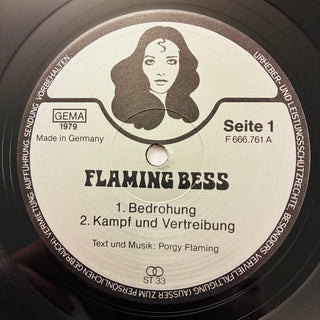 S
GEMA
1979
Made in Germany
Seite 1
F 666.761 A
FLAMING BESS
1. Bedrohung
2. Kampf und Vertreibung
Text und Musik: Porgy Flaming
ST 33
URHEBER- UND LEISTUNGSSCHUTZRECHTE, BESONDERS VERVIELFÄLTIGUNG (AUSSER ZUM PERSÖNLICHEN GEBRAUCH) VERMIETUNG, AUFFÜHRUNG, SENDUNG, VORBEHALTEN